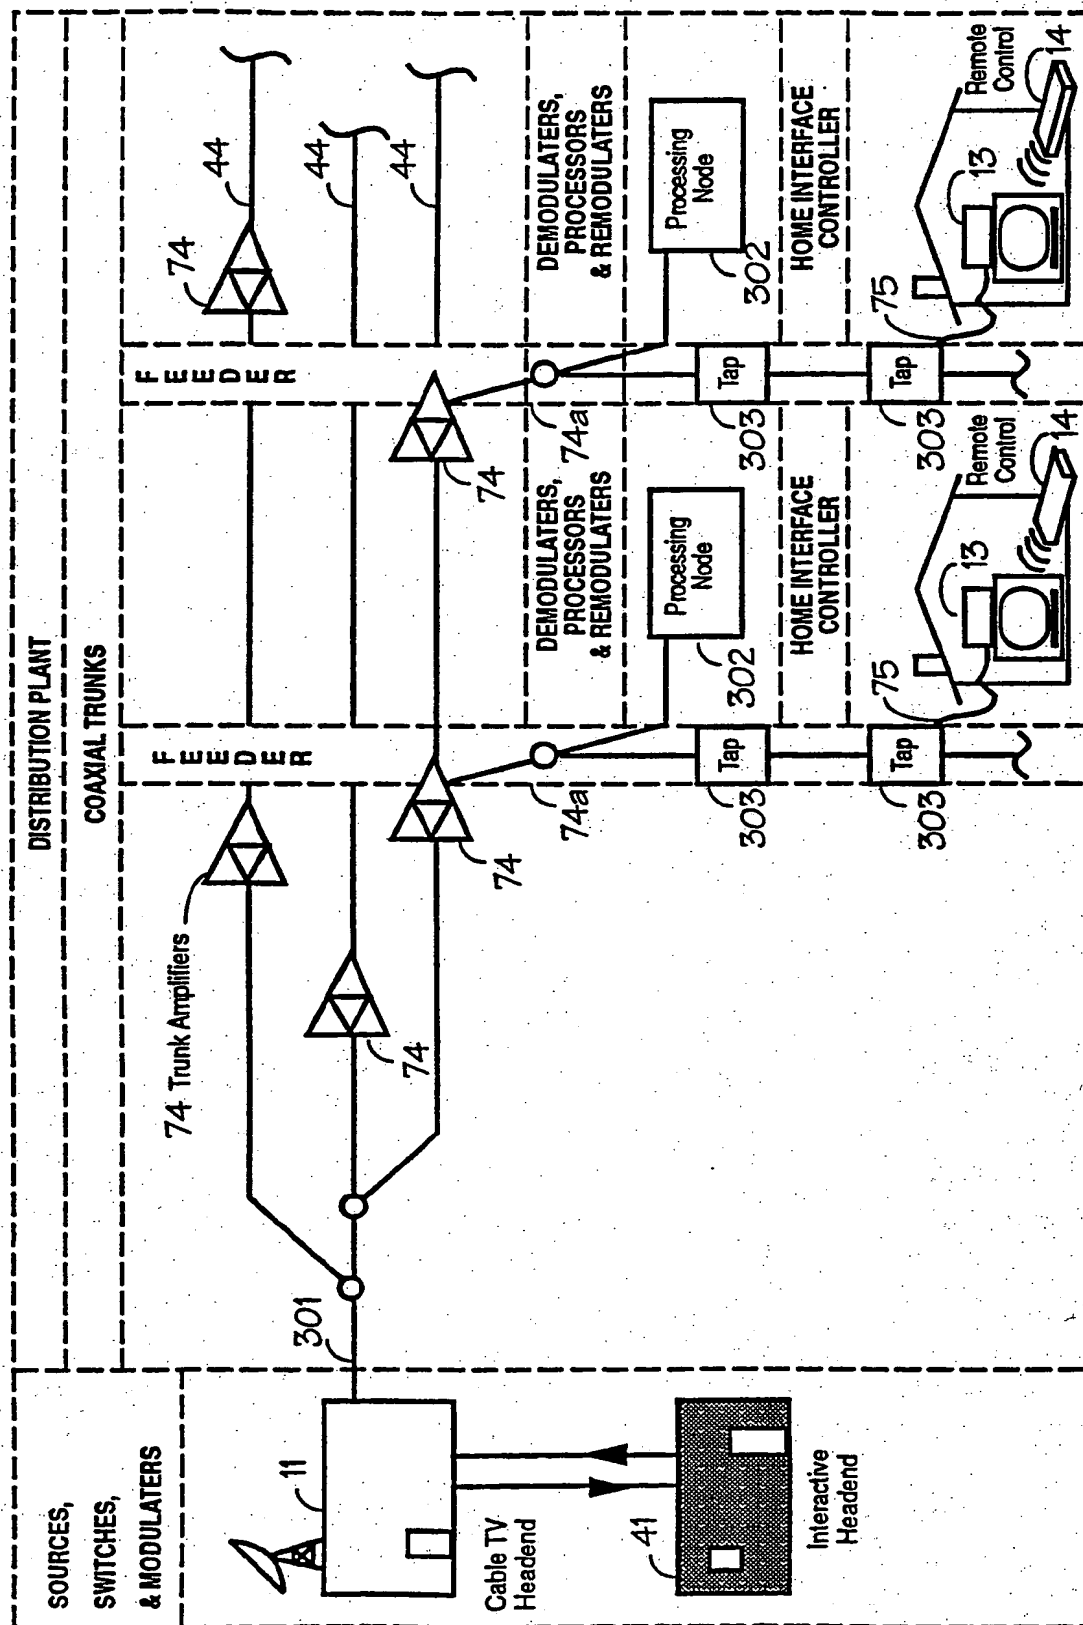 DISTRIBUTION PLANT
COAXIAL TRUNKS
SOURCES,
SWITCHES,
& MODULATERS
11
Cable TV
Headend
41
Interactive
Headend
301
74 Trunk Amplifiers
74
74
FEEDER
74a
303
Tap
303
Tap
DEMODULATERS,
PROCESSORS
& REMODULATERS
Processing
Node
302
HOME INTERFACE
CONTROLLER
75
13
Remote
Control
14
74
FEEDER
74a
303
Tap
303
Tap
74
44
44
44
DEMODULATERS,
PROCESSORS
& REMODULATERS
Processing
Node
302
HOME INTERFACE
CONTROLLER
75
13
Remote
Control
14